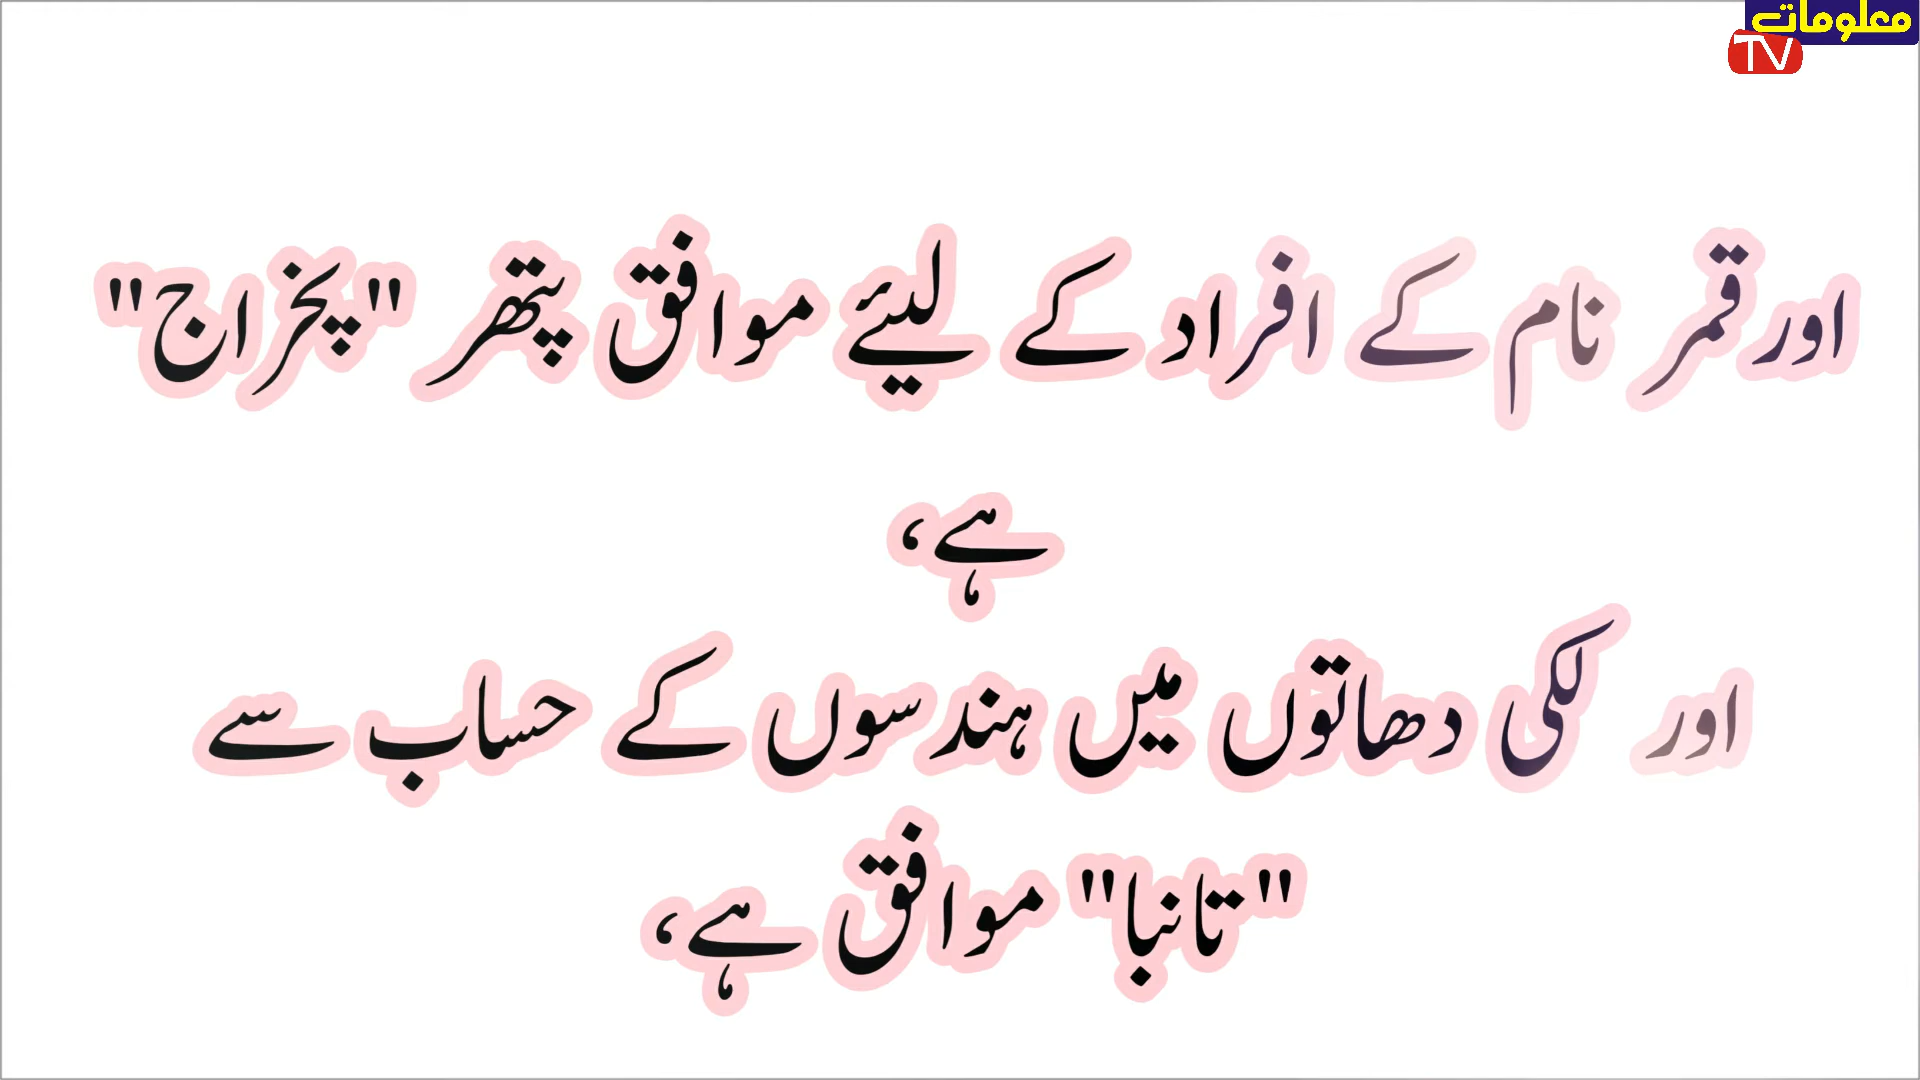 معلومات
TV
اور قمر نام کے افراد کے لیئے موافق پتھر "پخراج"
ہے،
اور لکی دھاتوں میں ہندسوں کے حساب سے
"تانبا" موافق ہے،